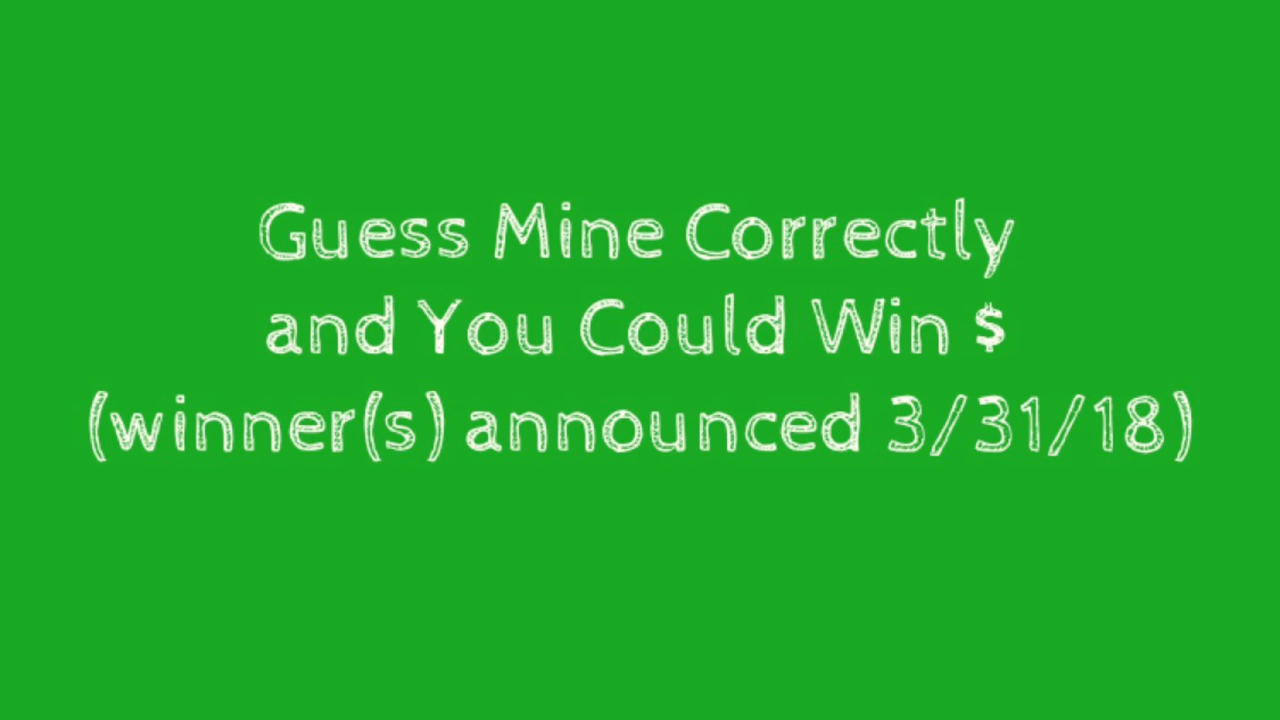 Guess Mine Correctly
and You Could Win $
(winner(s) announced 3/31/18)